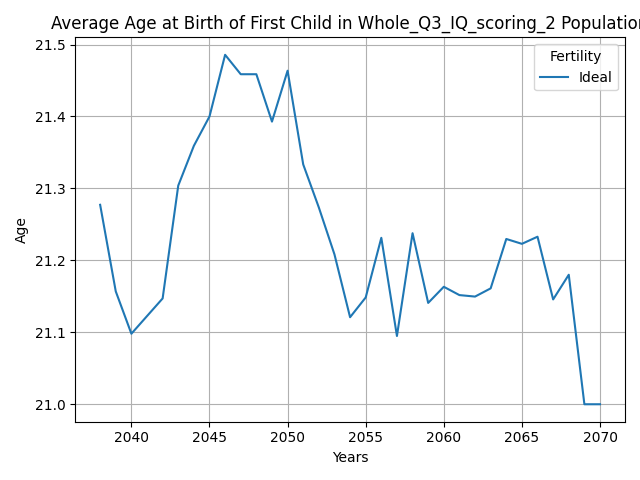 Average Age at Birth of First Child in Whole_Q3_IQ_scoring_2 Population
Fertility
Ideal
21.5
21.4
21.3
21.2
21.1
21.0
Age
2040 2045 2050 2055 2060 2065 2070
Years